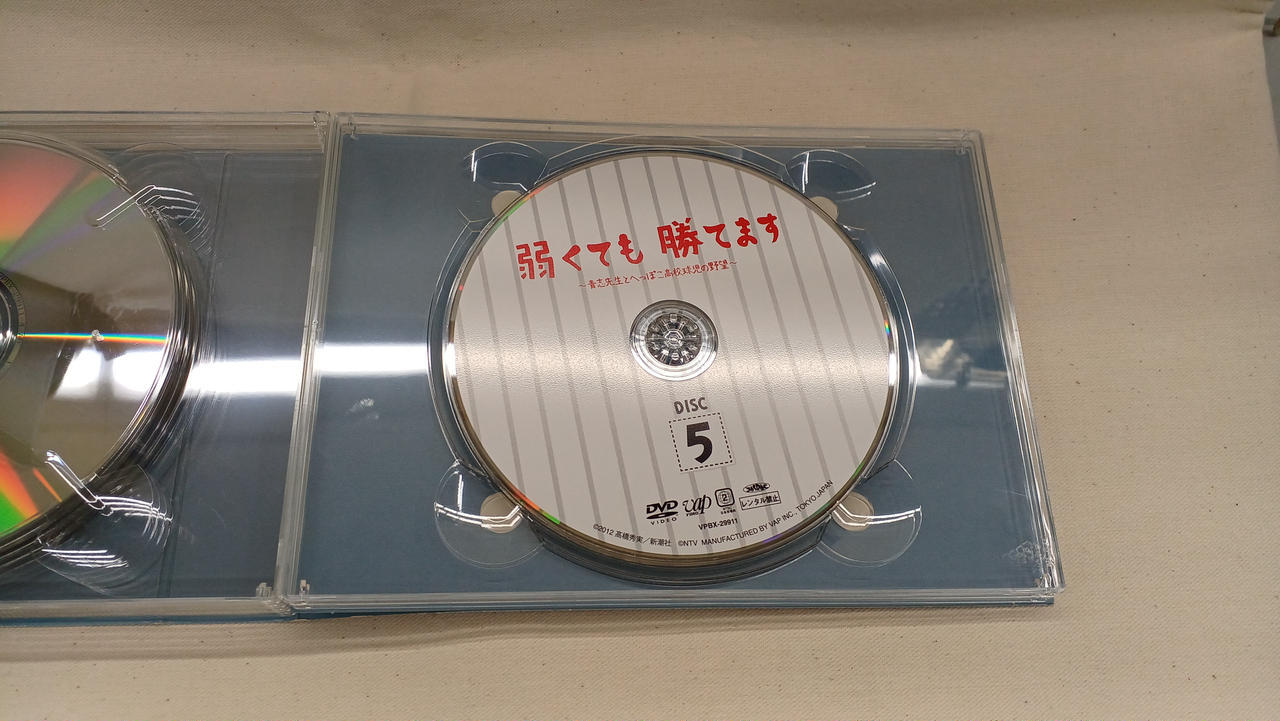 弱くても 勝てます
〜青志先生とへっぽこ高校球児の野望〜
DISC
5
DVD
VIDEO
vap
2
レンタル禁止
VPBX-29911
©2012 髙橋秀実／新潮社 ©NTV MANUFACTURED BY VAP INC., TOKYO JAPAN